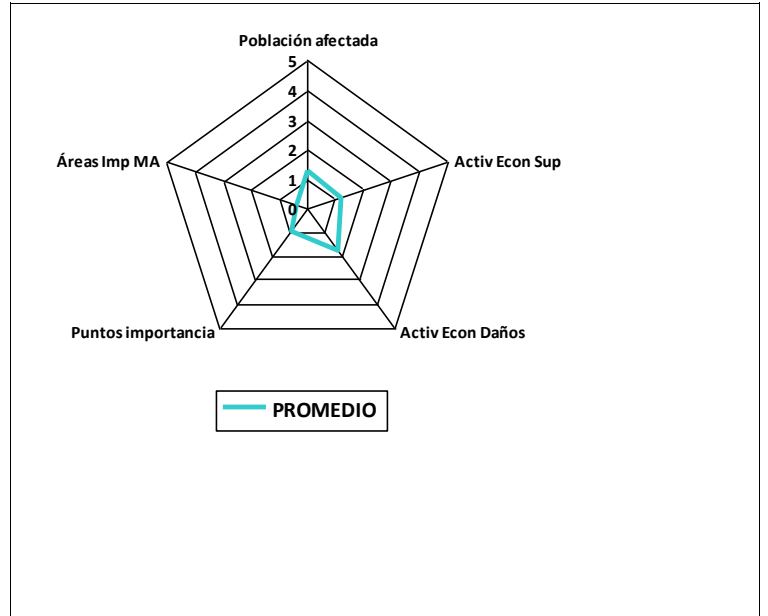 Población afectada
5
4
3
2
1
0
Áreas Imp MA
Activ Econ Sup
Puntos importancia
Activ Econ Daños
PROMEDIO